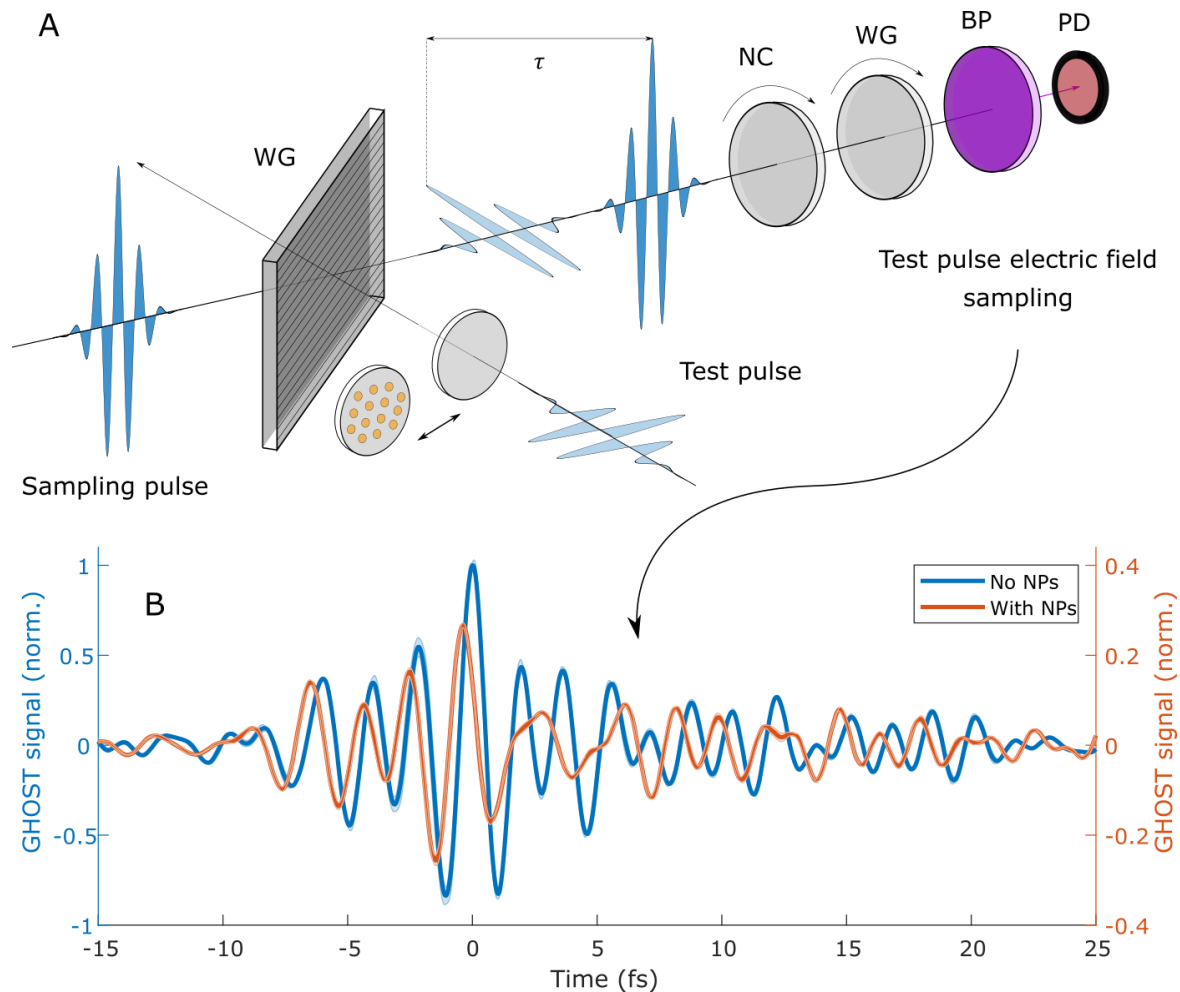 A
τ
NC
WG
BP
PD
WG
Test pulse electric field
sampling
Test pulse
Sampling pulse
B
No NPs
With NPs
GHOST signal (norm.)
1
0.5
0
-0.5
-1
GHOST signal (norm.)
0.4
0.2
0
-0.2
-0.4
-15
-10
-5
0
5
10
15
20
25
Time (fs)